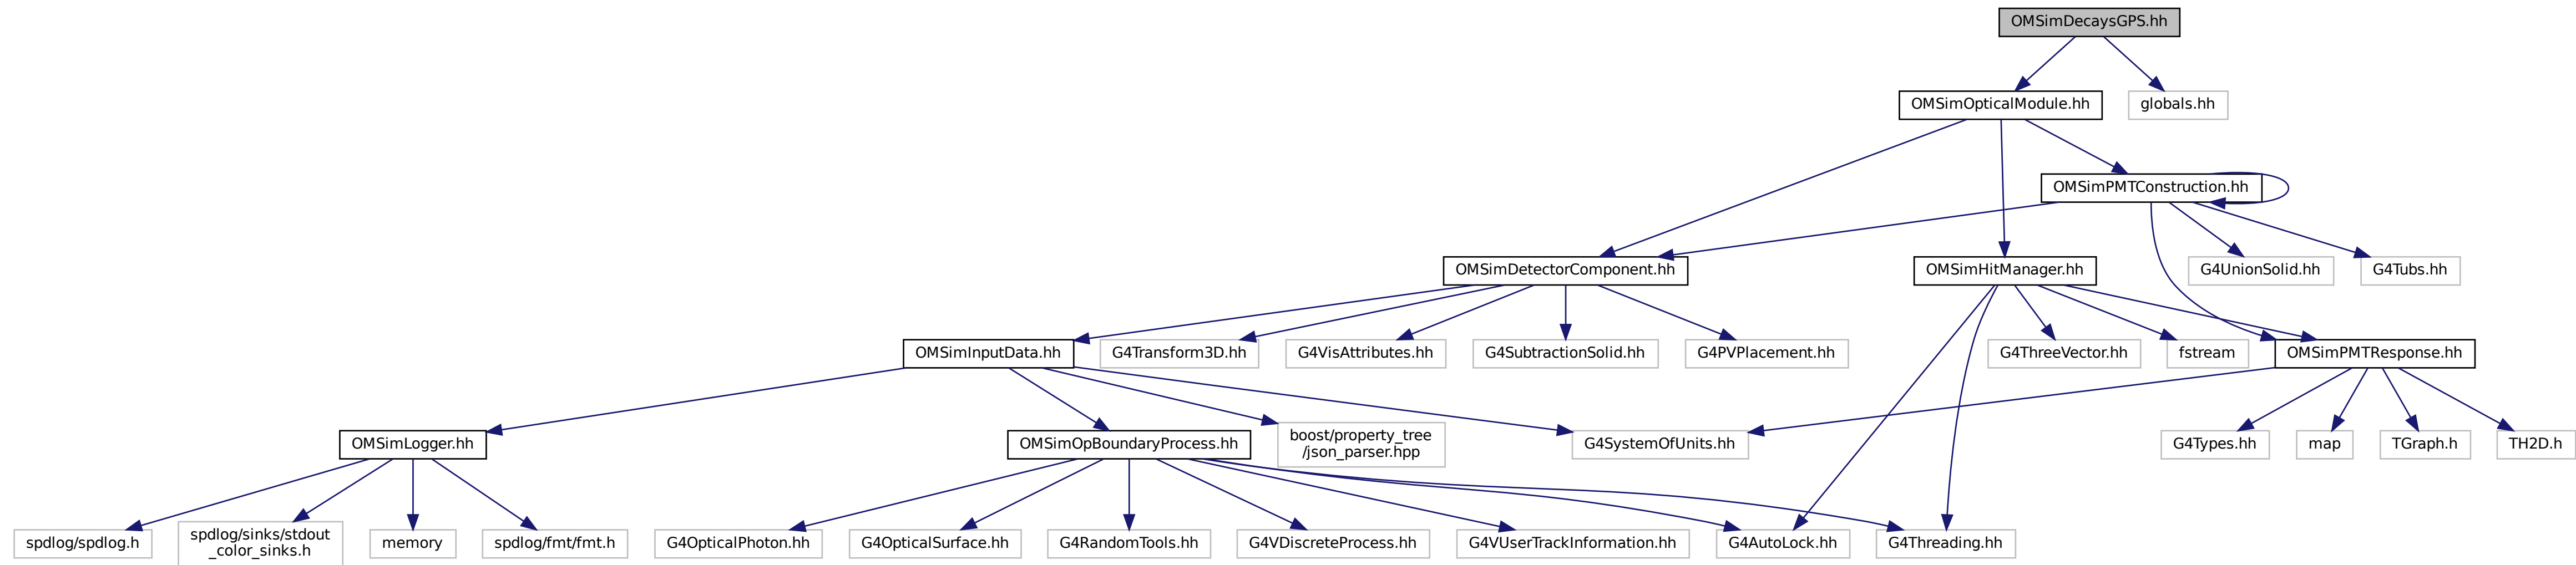 OMSimDecaysGPS.hh
OMSimOpticalModule.hh
globals.hh
OMSimPMTConstruction.hh
OMSimDetectorComponent.hh
OMSimHitManager.hh
G4UnionSolid.hh
G4Tubs.hh
OMSimInputData.hh
G4Transform3D.hh
G4VisAttributes.hh
G4SubtractionSolid.hh
G4PVPlacement.hh
G4ThreeVector.hh
fstream
OMSimPMTResponse.hh
OMSimLogger.hh
OMSimOpBoundaryProcess.hh
boost/property_tree
/json_parser.hpp
G4SystemOfUnits.hh
G4Types.hh
map
TGraph.h
TH2D.h
spdlog/spdlog.h
spdlog/sinks/stdout
_color_sinks.h
memory
spdlog/fmt/fmt.h
G4OpticalPhoton.hh
G4OpticalSurface.hh
G4RandomTools.hh
G4VDiscreteProcess.hh
G4VUserTrackInformation.hh
G4AutoLock.hh
G4Threading.hh